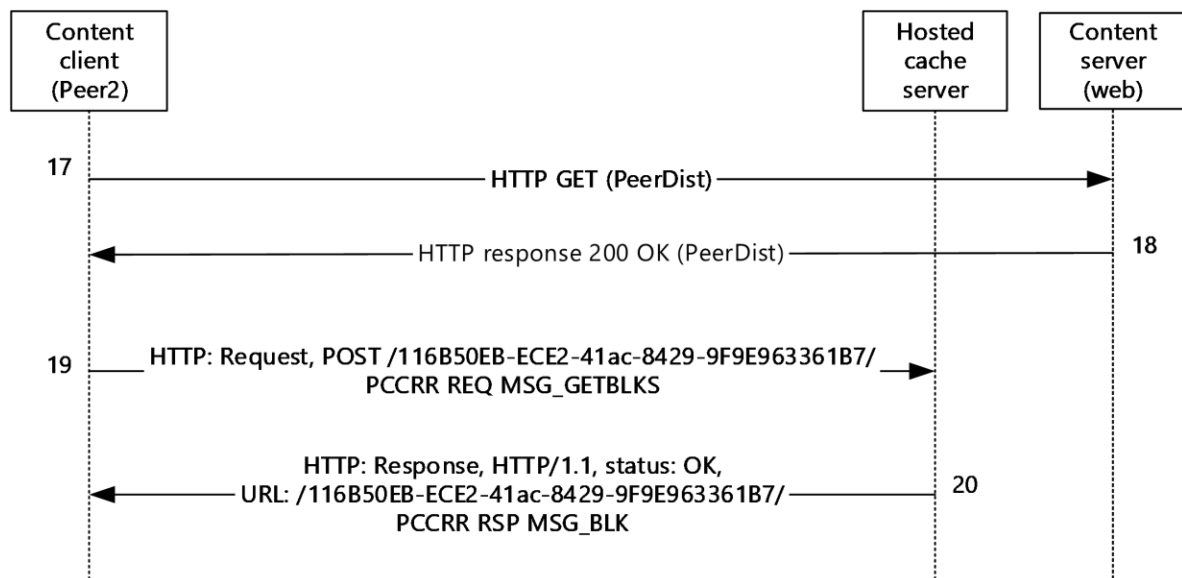 Content
client
(Peer2)
Hosted
cache
server
Content
server
(web)
17
HTTP GET (PeerDist)
HTTP response 200 OK (PeerDist)
18
19
HTTP: Request, POST /116B50EB-ECE2-41ac-8429-9F9E963361B7/
PCCRR REQ MSG_GETBLKS
HTTP: Response, HTTP/1.1, status: OK,
URL: /116B50EB-ECE2-41ac-8429-9F9E963361B7/
PCCRR RSP MSG_BLK
20